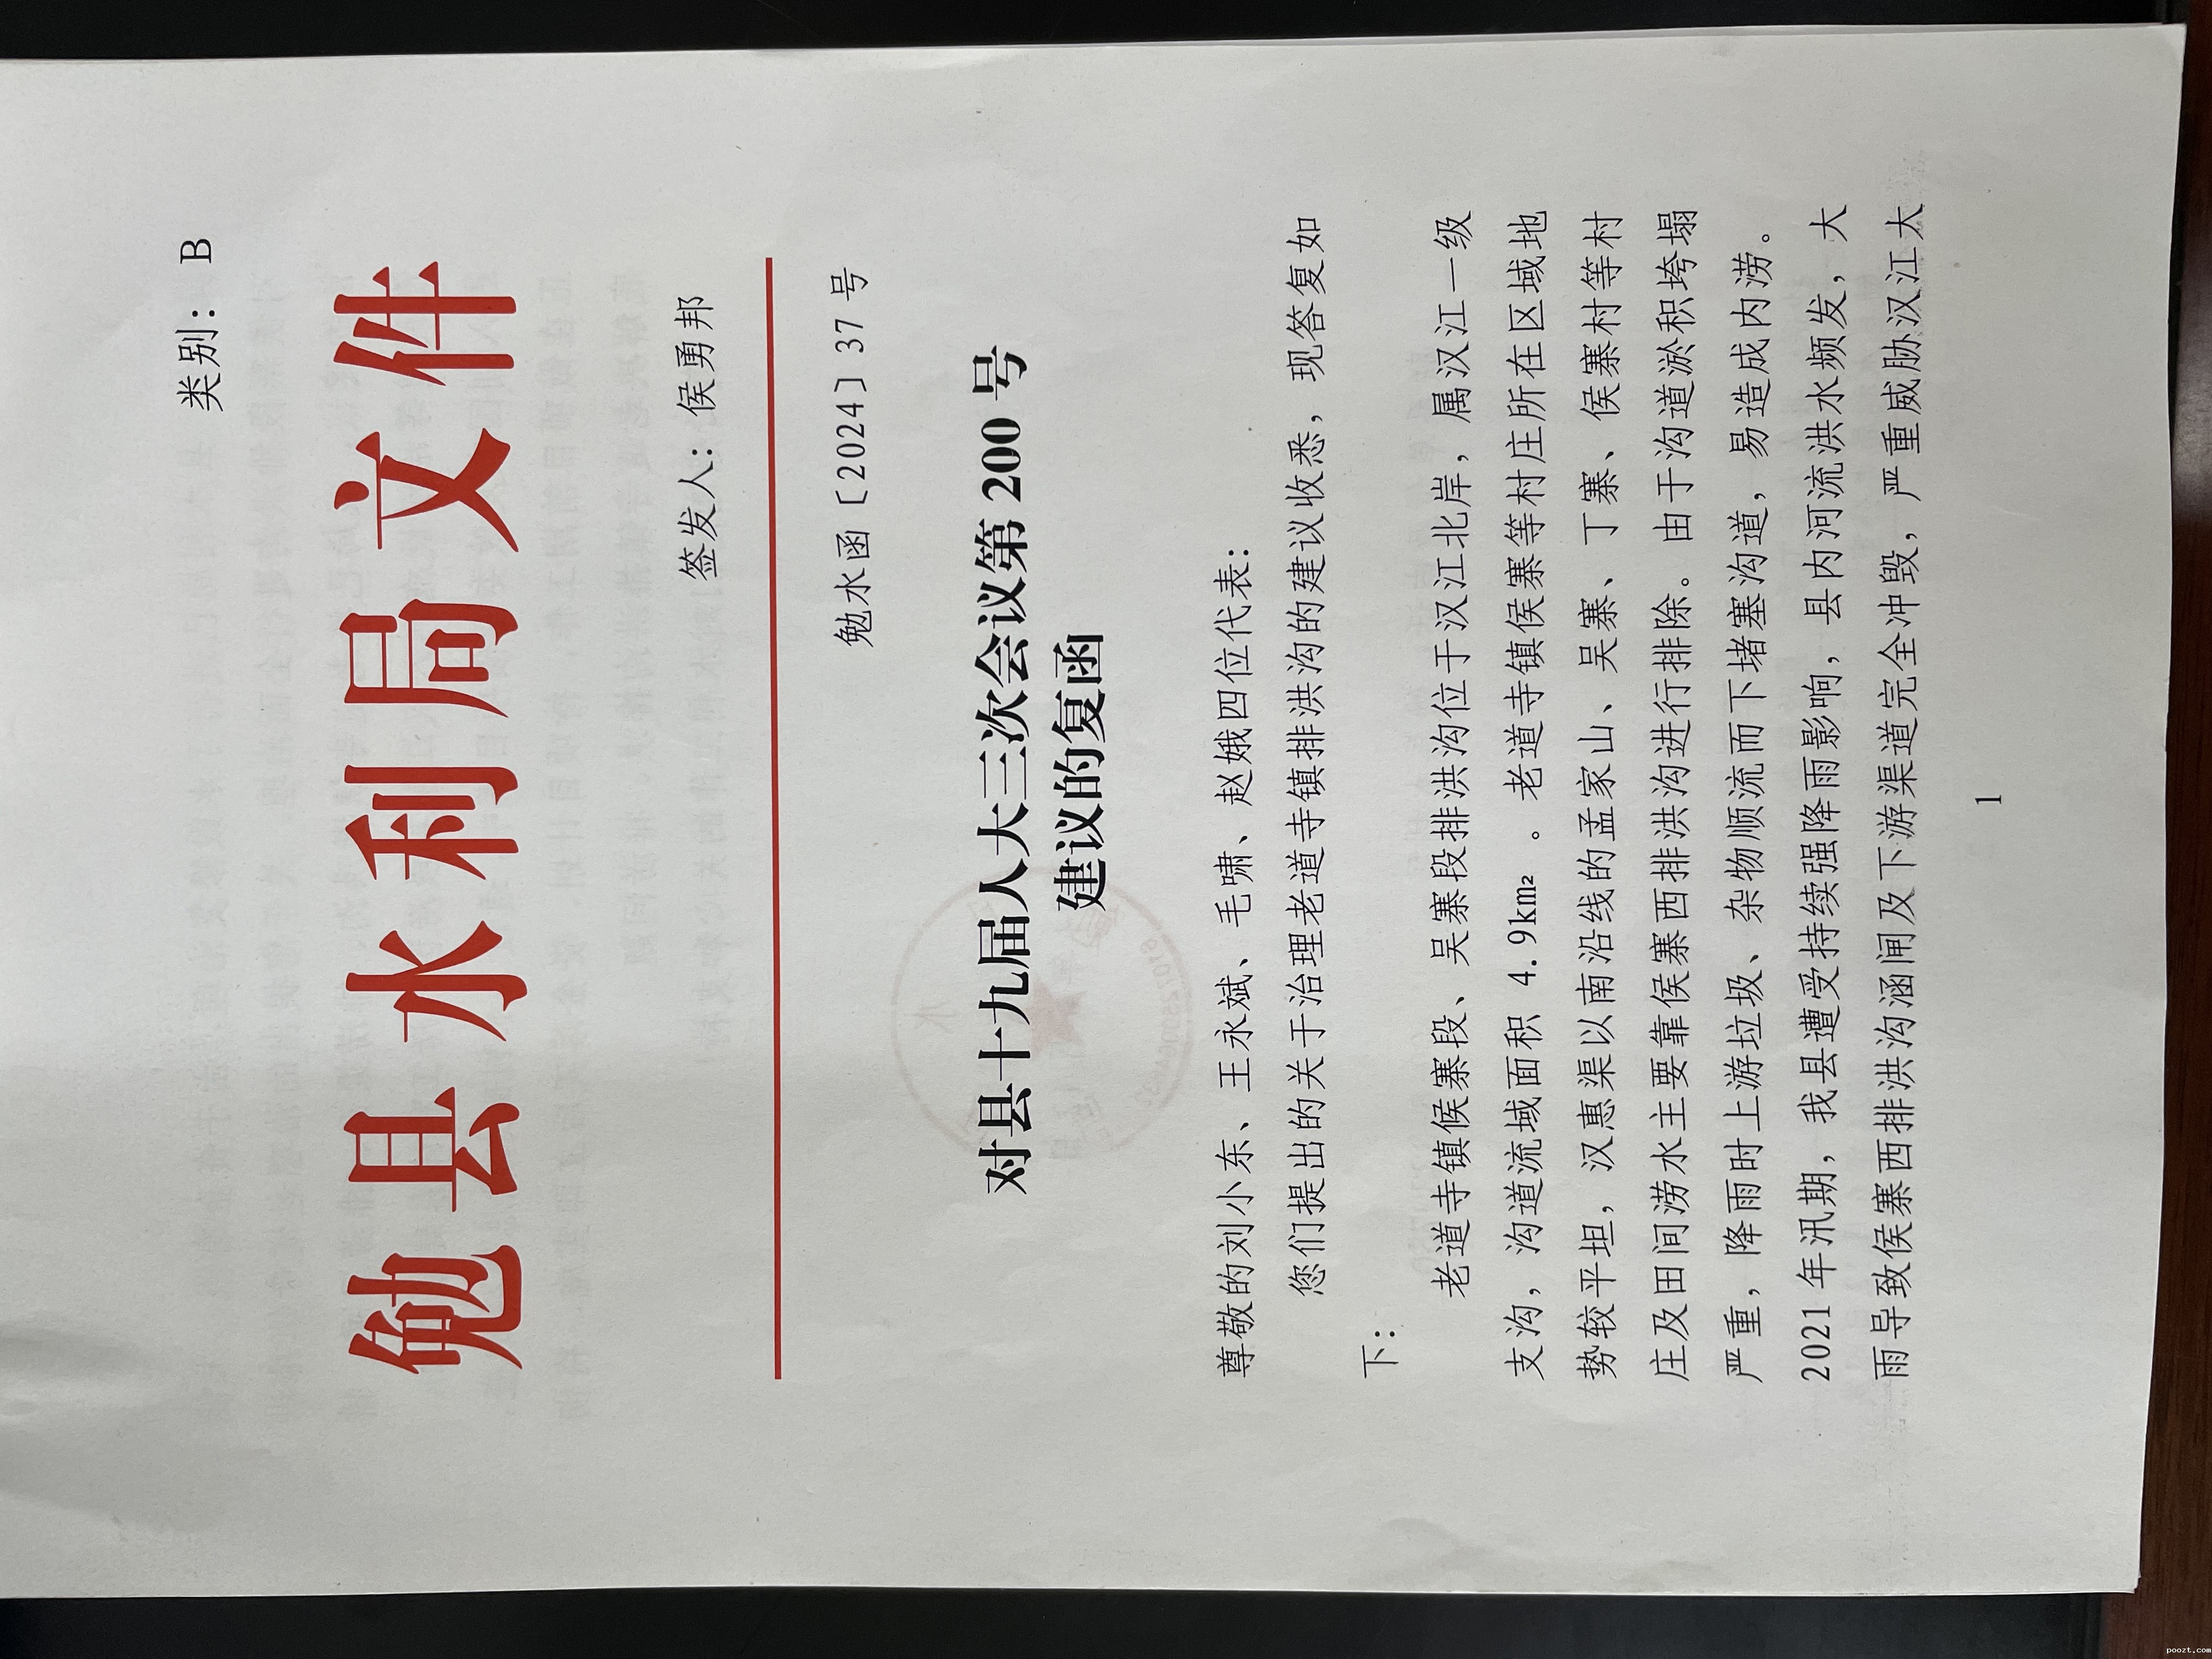 类别：B
勉县水利局文件
签发人：侯勇邦
勉水函〔2024〕37号
对县十九届人大三次会议第200号
建议的复函
尊敬的刘小东、王永斌、毛啸、赵娥四位代表：
您们提出的关于治理老道寺镇排洪沟的建议收悉，现答复如
下：
老道寺镇候寨段、吴寨段排洪沟位于汉江北岸，属汉江一级
支沟，沟道流域面积 4.9km²。老道寺镇侯寨等村庄所在区域地
势较平坦，汉惠渠以南沿线的孟家山、吴寨、丁寨、侯寨村等村
庄及田间涝水主要靠侯寨西排洪沟进行排除。由于沟道淤积垮塌
严重，降雨时上游垃圾、杂物顺流而下堵塞沟道，易造成内涝。
2021年汛期，我县遭受持续强降雨影响，县内河流洪水频发，大
雨导致侯寨西排洪沟涵闸及下游渠道完全冲毁，严重威胁汉江太
1
poozt.com